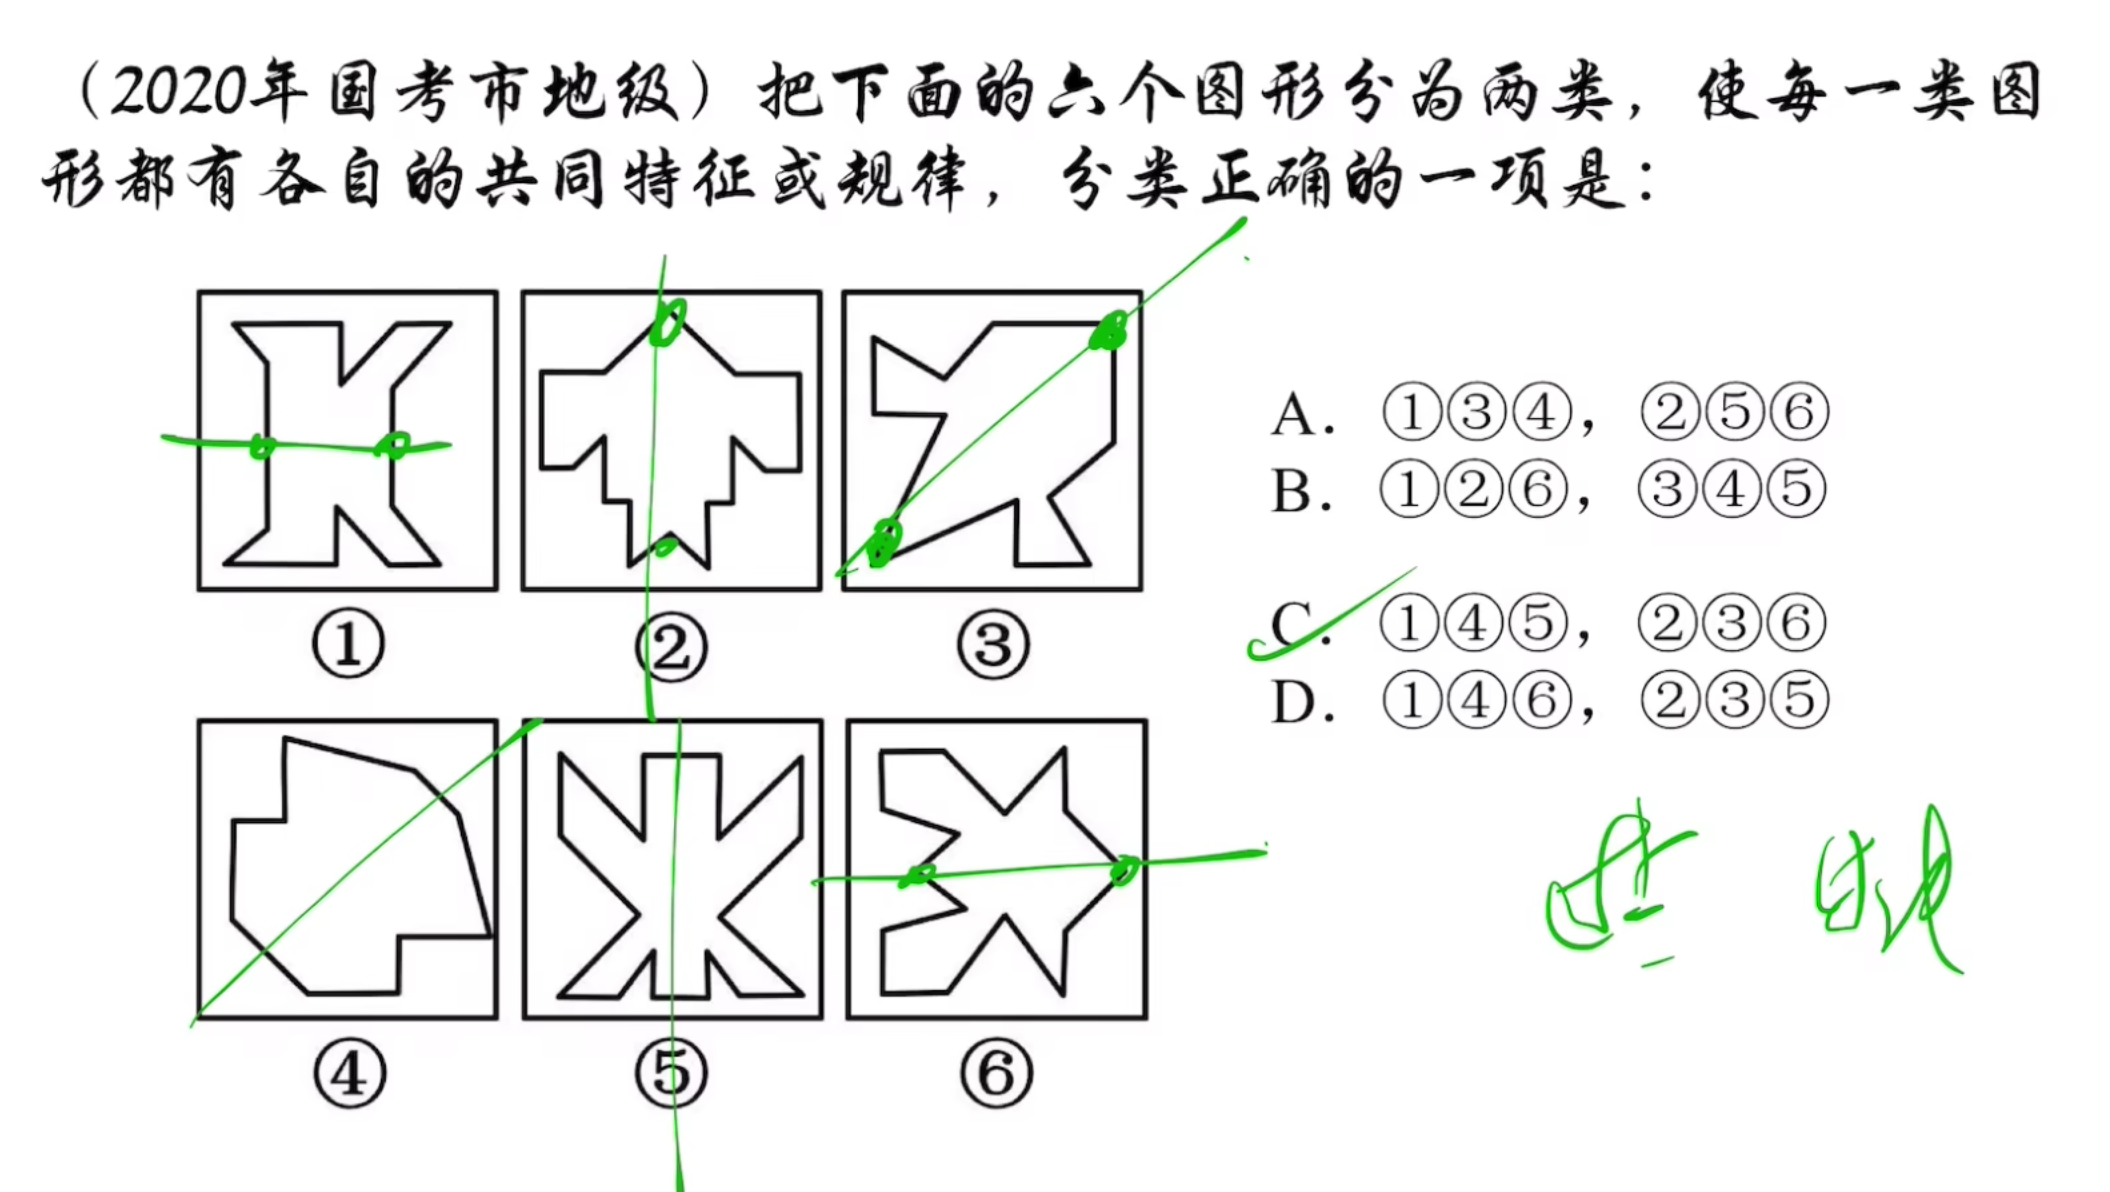 （2020年国考市地级）把下面的六个图形分为两类，使每一类图
形都有各自的共同特征或规律，分类正确的一项是：
① ② ③
A. ①③④，②⑤⑥
B. ①②⑥，③④⑤
C. ①④⑤，②③⑥
D. ①④⑥，②③⑤
④ ⑤ ⑥